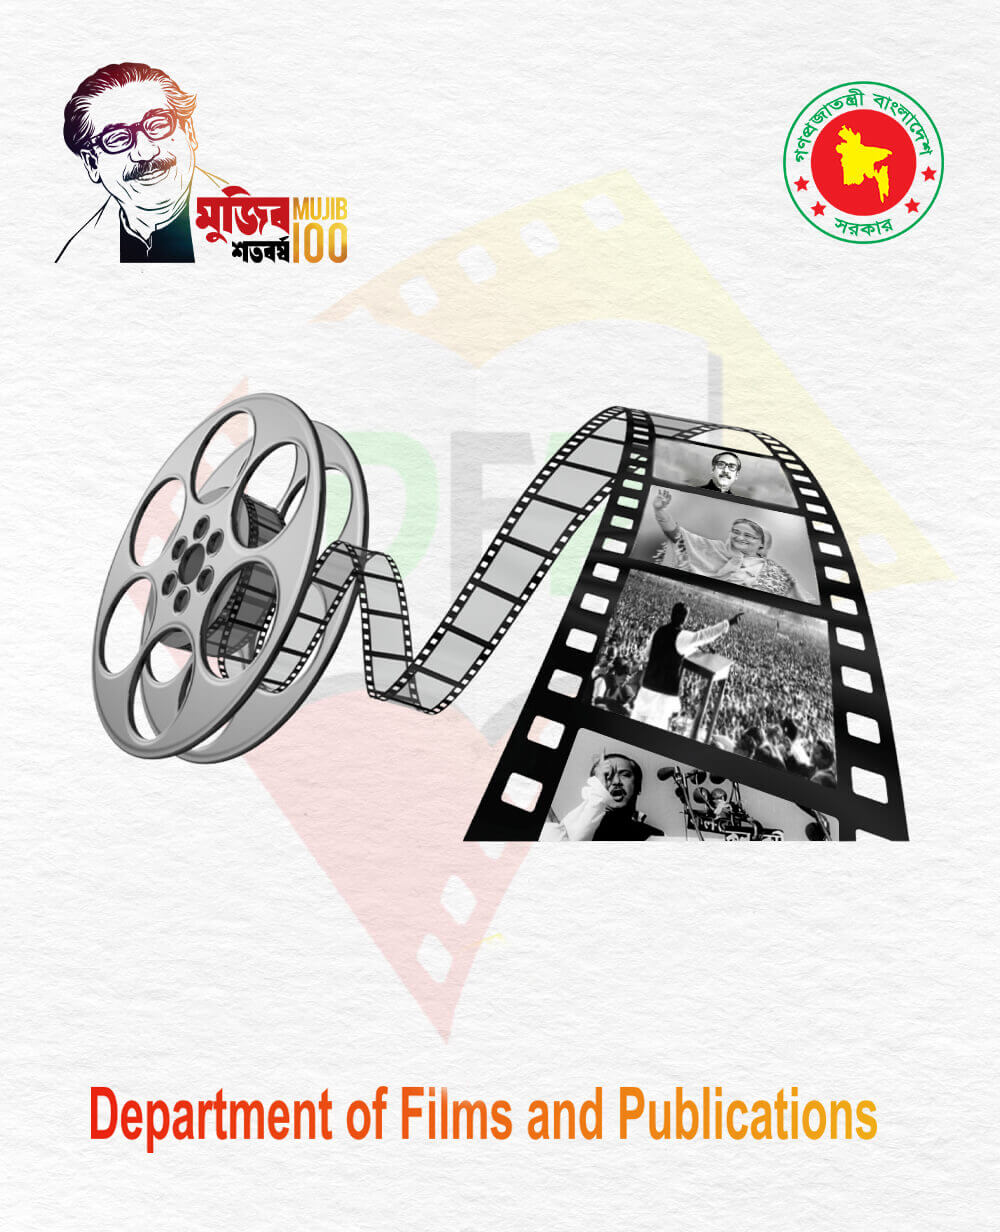 মুজিব
শতবর্ষ
MUJIB
100
গণপ্রজাতন্ত্রী বাংলাদেশ
সরকার
Department of Films and Publications